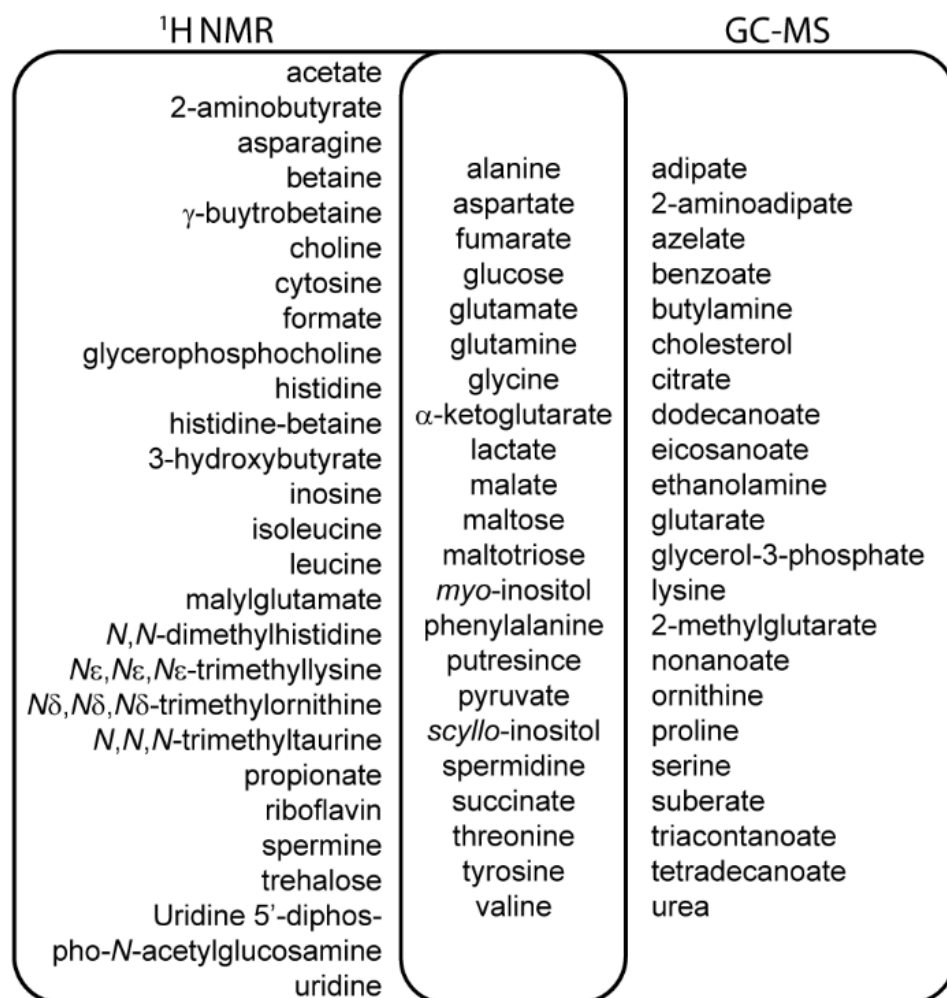 ¹H NMR
GC-MS
acetate
2-aminobutyrate
asparagine
betaine
γ-buytrobetaine
choline
cytosine
formate
glycerophosphocholine
histidine
histidine-betaine
3-hydroxybutyrate
inosine
isoleucine
leucine
malylglutamate
N,N-dimethylhistidine
Nε,Nε,Nε-trimethyllysine
Nδ,Nδ,Nδ-trimethylornithine
N,N,N-trimethyltaurine
propionate
riboflavin
spermine
trehalose
Uridine 5’-diphos-
pho-N-acetylglucosamine
uridine
alanine
aspartate
fumarate
glucose
glutamate
glutamine
glycine
α-ketoglutarate
lactate
malate
maltose
maltotriose
myo-inositol
phenylalanine
putresince
pyruvate
scyllo-inositol
spermidine
succinate
threonine
tyrosine
valine
adipate
2-aminoadipate
azelate
benzoate
butylamine
cholesterol
citrate
dodecanoate
eicosanoate
ethanolamine
glutarate
glycerol-3-phosphate
lysine
2-methylglutarate
nonanoate
ornithine
proline
serine
suberate
triacontanoate
tetradecanoate
urea